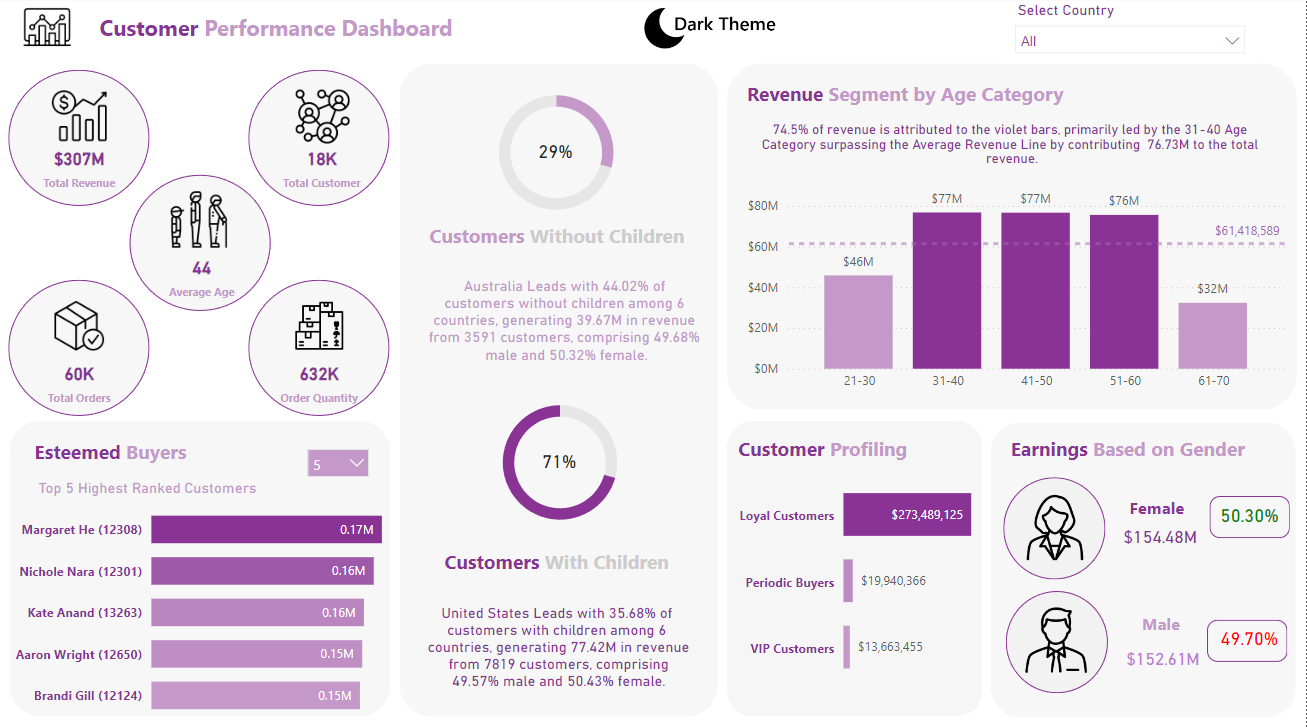 Customer Performance Dashboard
Dark Theme
Select Country
All
$307M
Total Revenue
18K
Total Customer
44
Average Age
60K
Total Orders
632K
Order Quantity
Esteemed Buyers
5
Top 5 Highest Ranked Customers
Margaret He (12308)
0.17M
Nichole Nara (12301)
0.16M
Kate Anand (13263)
0.16M
Aaron Wright (12650)
0.15M
Brandi Gill (12124)
0.15M
29%
Customers Without Children
Australia Leads with 44.02% of
customers without children among 6
countries, generating 39.67M in revenue
from 3591 customers, comprising 49.68%
male and 50.32% female.
71%
Customers With Children
United States Leads with 35.68% of
customers with children among 6
countries, generating 77.42M in revenue
from 7819 customers, comprising
49.57% male and 50.43% female.
Revenue Segment by Age Category
74.5% of revenue is attributed to the violet bars, primarily led by the 31-40 Age
Category surpassing the Average Revenue Line by contributing 76.73M to the total
revenue.
$80M
$60M
$40M
$20M
$0M
$46M
$77M
$77M
$76M
$32M
$61,418,589
21-30
31-40
41-50
51-60
61-70
Customer Profiling
Loyal Customers
$273,489,125
Periodic Buyers
$19,940,366
VIP Customers
$13,663,455
Earnings Based on Gender
Female
$154.48M
50.30%
Male
$152.61M
49.70%